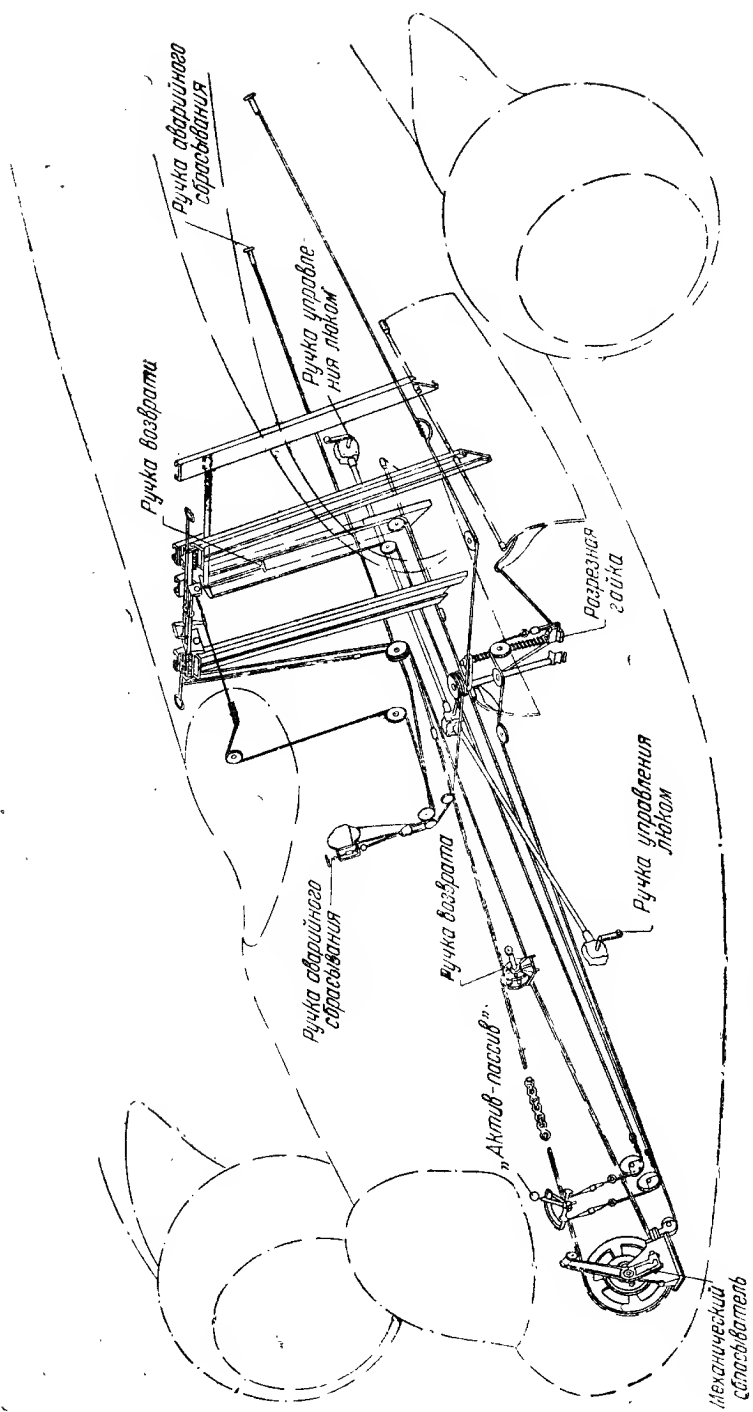 Ручка аварийного
сбрасывания
Ручка возврати
Ручка управле-
ния люком
Разрезная
гайка
Ручка аварийного
сбрасывания
Ручка возврата
Ручка управления
люком
„Актив-пассив"
Механический
сбрасыватель